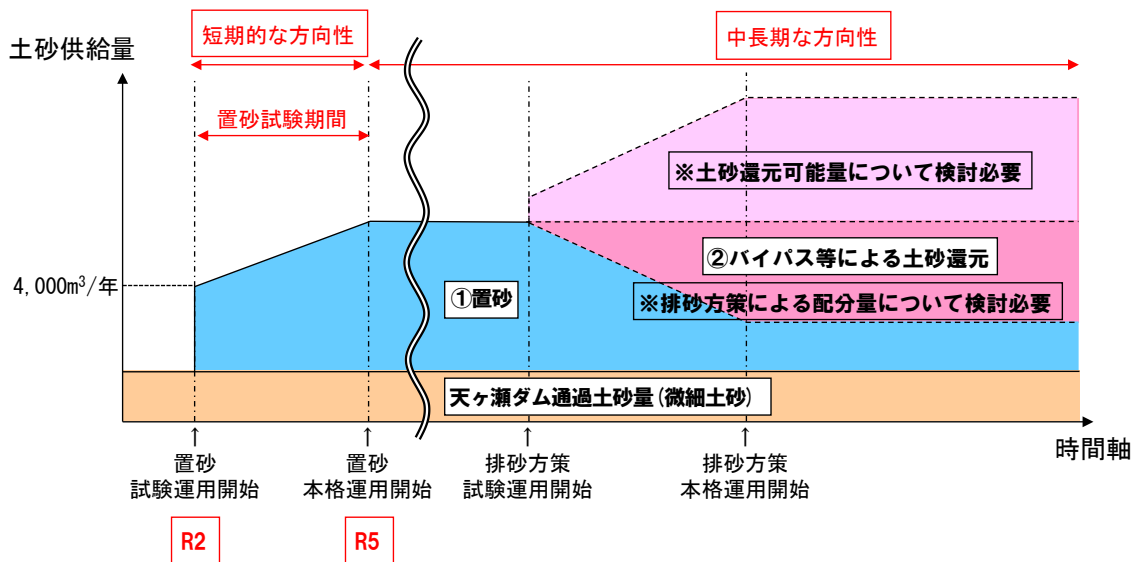 短期的な方向性
中長期な方向性
土砂供給量
置砂試験期間
※土砂還元可能量について検討必要
②バイパス等による土砂還元
4,000m³/年
①置砂
※排砂方策による配分量について検討必要
天ヶ瀬ダム通過土砂量(微細土砂)
時間軸
↑
置砂
試験運用開始
↑
置砂
本格運用開始
↑
排砂方策
試験運用開始
↑
排砂方策
本格運用開始
R2
R5